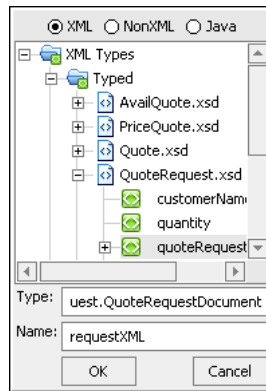 XML NonXML Java
XML Types
Typed
AvailQuote.xsd
PriceQuote.xsd
Quote.xsd
QuoteRequest.xsd
customerNam
quantity
quoteRequest
Type: uest.QuoteRequestDocument
Name: requestXML
OK Cancel